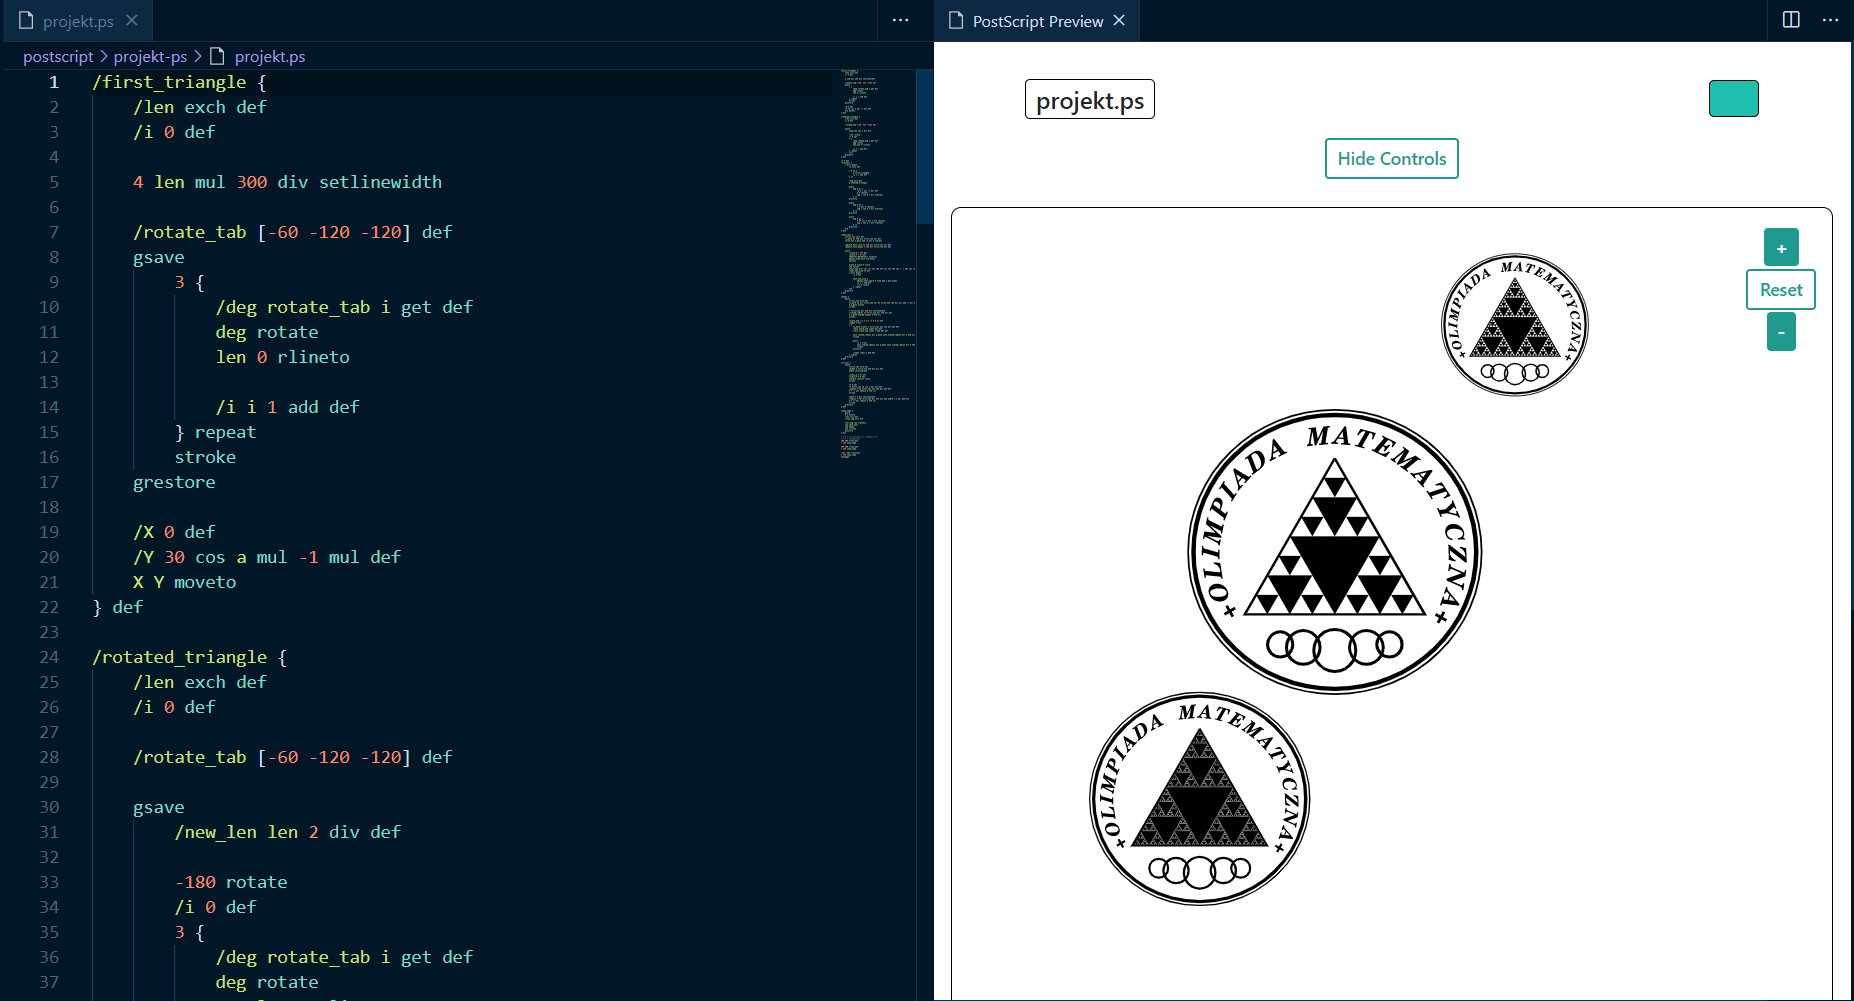 projekt.ps
postscript > projekt-ps > projekt.ps
1 /first_triangle {
2 /len exch def
3 /i 0 def
4
5 4 len mul 300 div setlinewidth
6
7 /rotate_tab [-60 -120 -120] def
8 gsave
9 3 {
10 /deg rotate_tab i get def
11 deg rotate
12 len 0 rlineto
13
14 /i i 1 add def
15 } repeat
16 stroke
17 grestore
18
19 /X 0 def
20 /Y 30 cos a mul -1 mul def
21 X Y moveto
22 } def
23
24 /rotated_triangle {
25 /len exch def
26 /i 0 def
27
28 /rotate_tab [-60 -120 -120] def
29
30 gsave
31 /new_len len 2 div def
32
33 -180 rotate
34 /i 0 def
35 3 {
36 /deg rotate_tab i get def
37 deg rotate
PostScript Preview
projekt.ps
Hide Controls
+
Reset
-
+OLIMPIADA MATEMATYCZNA+
+OLIMPIADA MATEMATYCZNA+
+OLIMPIADA MATEMATYCZNA+